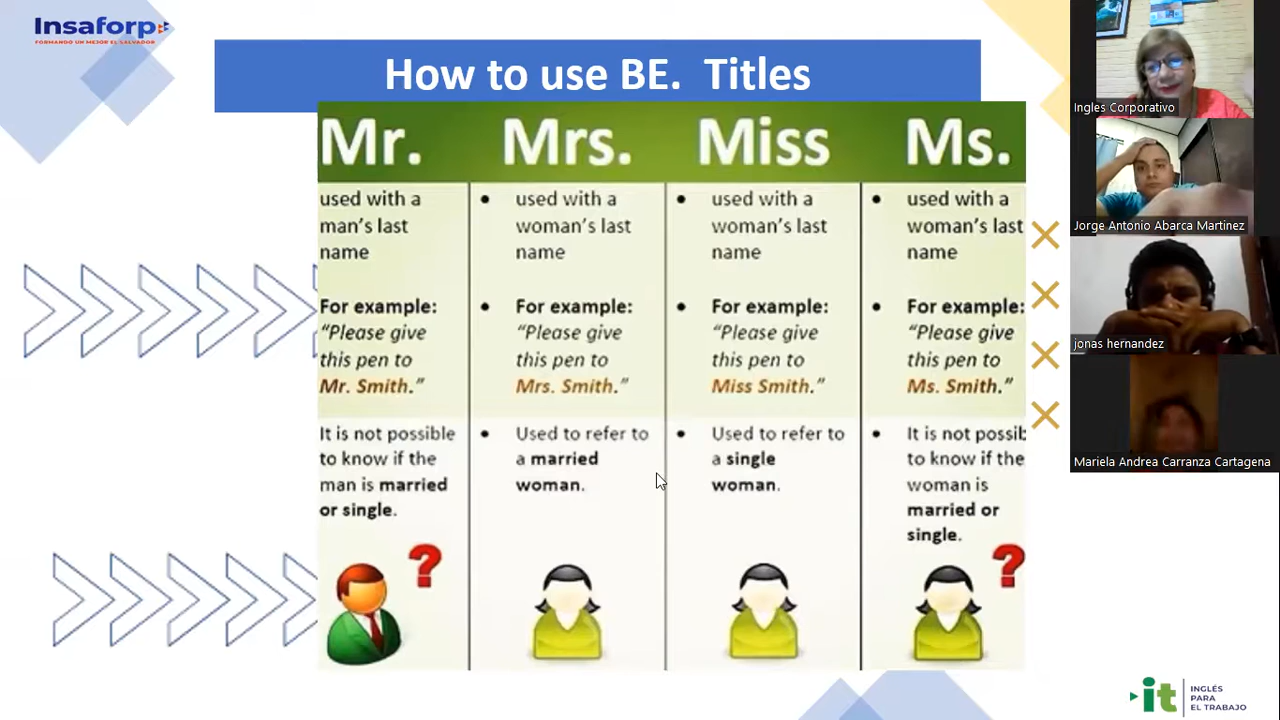 Insaforp
FORMANDO UN MEJOR EL SALVADOR
How to use BE. Titles
Mr.
used with a
man's last
name
For example:
"Please give
this pen to
Mr. Smith."
It is not possible
to know if the
man is married
or single.
?
Mrs.
• used with a
woman's last
name
• For example:
"Please give
this pen to
Mrs. Smith."
• Used to refer to
a married
woman.
Miss
• used with a
woman's last
name
• For example:
"Please give
this pen to
Miss Smith."
• Used to refer to
a single
woman.
Ms.
• used with a
woman's last
name
• For example:
"Please give
this pen to
Ms. Smith."
• It is not possib
to know if the
woman is
married or
single.
?
Ingles Corporativo
Jorge Antonio Abarca Martinez
jonas hernandez
Mariela Andrea Carranza Cartagena
it
INGLÉS
PARA
EL TRABAJO